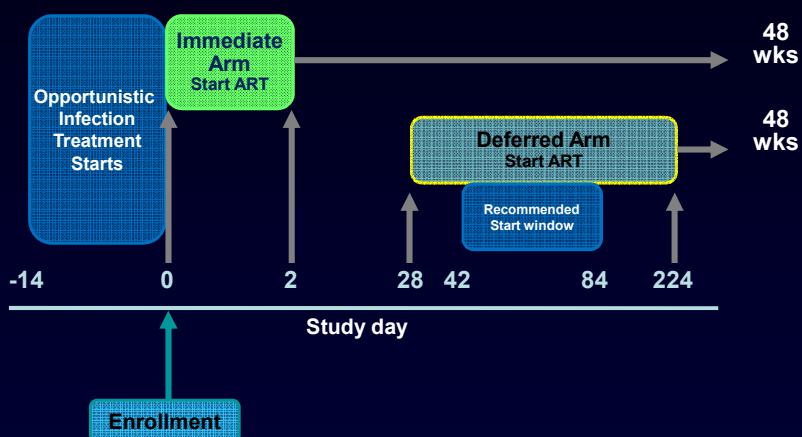 Immediate
Arm
Start ART
48
wks
Opportunistic
Infection
Treatment
Starts
Deferred Arm
Start ART
48
wks
Recommended
Start window
-14 0 2 28 42 84 224
Study day
Enrollment